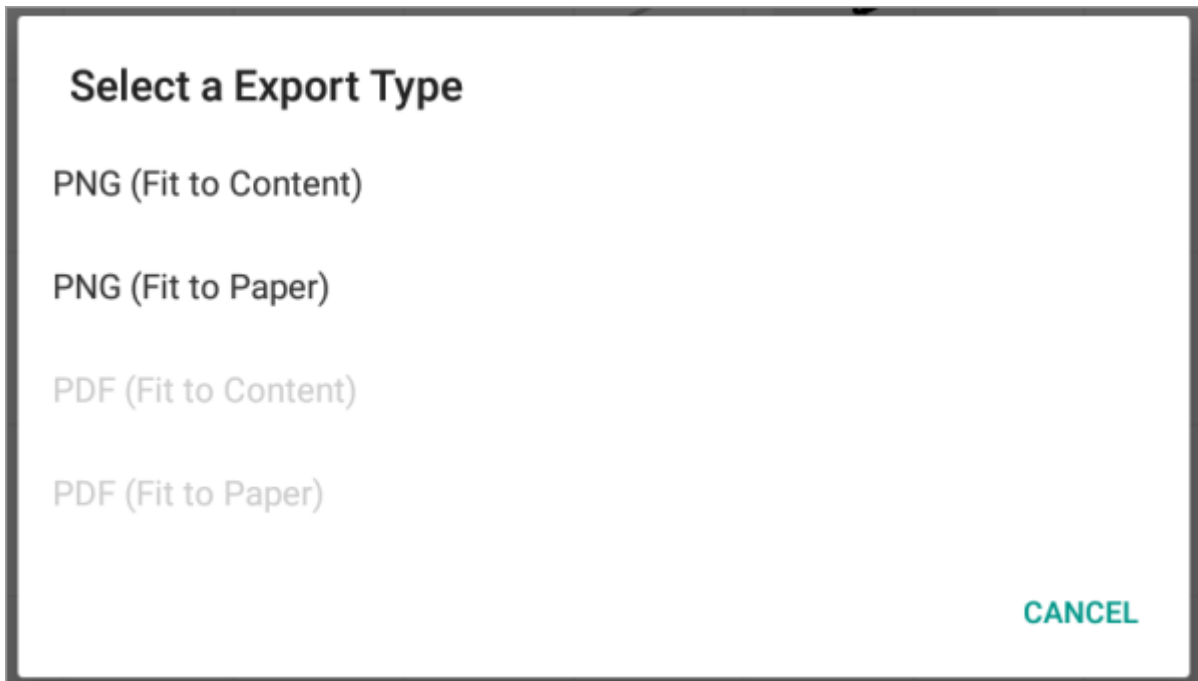 Select a Export Type
PNG (Fit to Content)
PNG (Fit to Paper)
PDF (Fit to Content)
PDF (Fit to Paper)
CANCEL